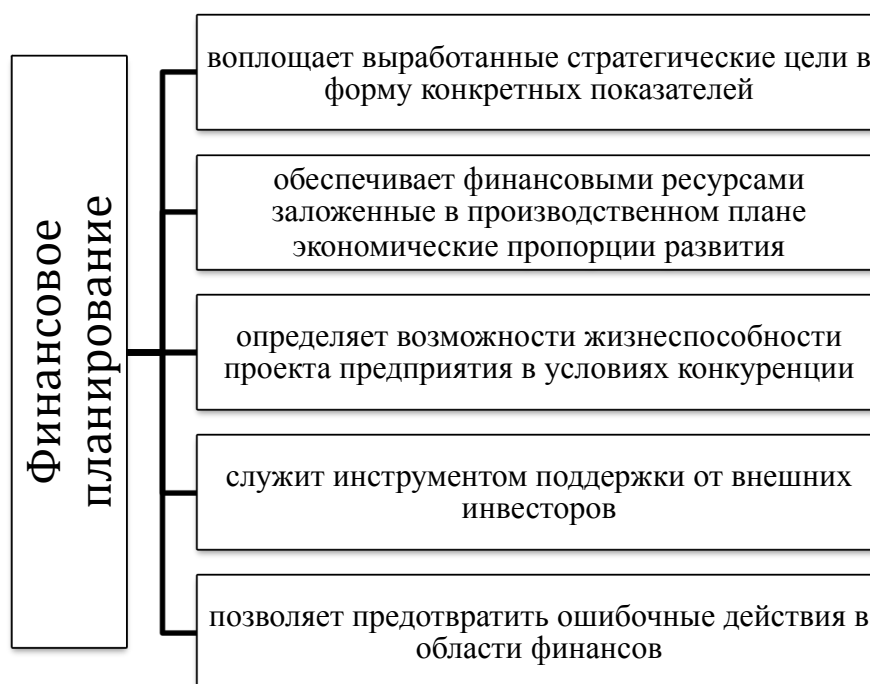 Финансовое
планирование
воплощает выработанные стратегические цели в
форму конкретных показателей
обеспечивает финансовыми ресурсами
заложенные в производственном плане
экономические пропорции развития
определяет возможности жизнеспособности
проекта предприятия в условиях конкуренции
служит инструментом поддержки от внешних
инвесторов
позволяет предотвратить ошибочные действия в
области финансов